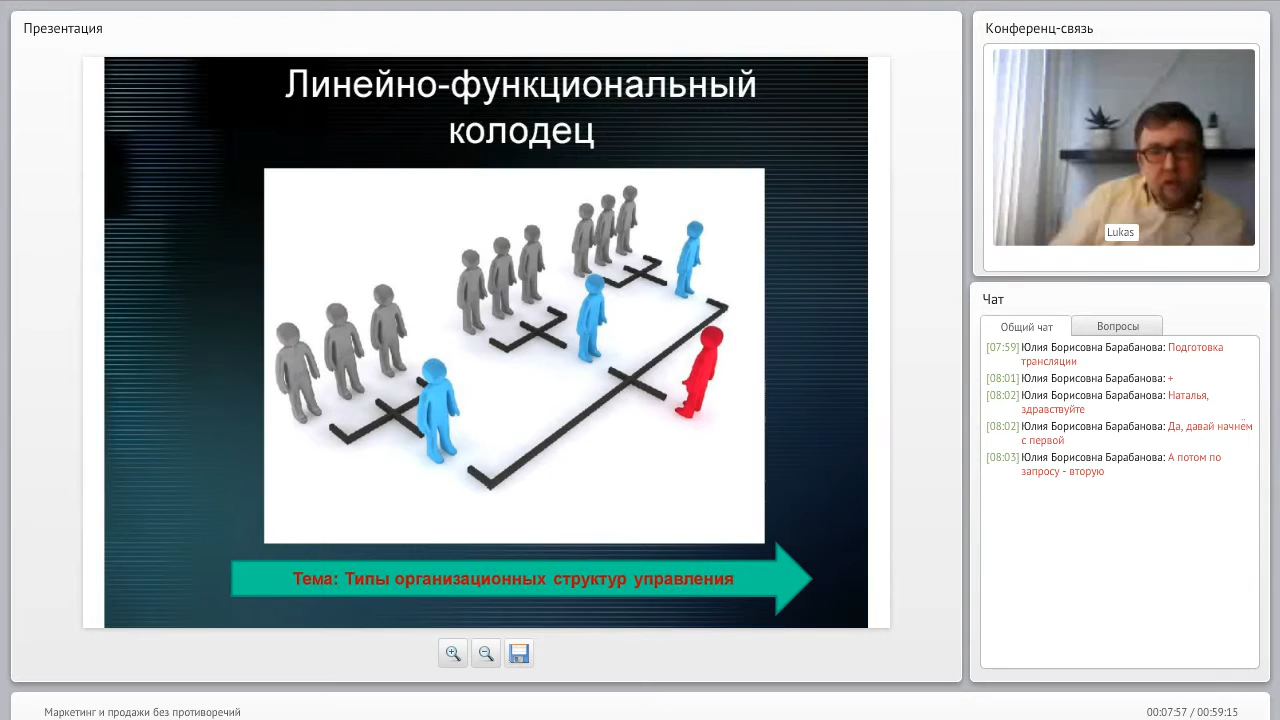 Презентация
Линейно-функциональный
колодец
Тема: Типы организационных структур управления
Конференц-связь
Lukas
Чат
Общий чат
Вопросы
[07:59] Юлия Борисовна Барабанова: Подготовка
трансляции
[08:01] Юлия Борисовна Барабанова: +
[08:02] Юлия Борисовна Барабанова: Наталья,
здравствуйте
[08:02] Юлия Борисовна Барабанова: Да, давай начнём
с первой
[08:03] Юлия Борисовна Барабанова: А потом по
запросу - вторую
Маркетинг и продажи без противоречий
00:07:57 / 00:59:15